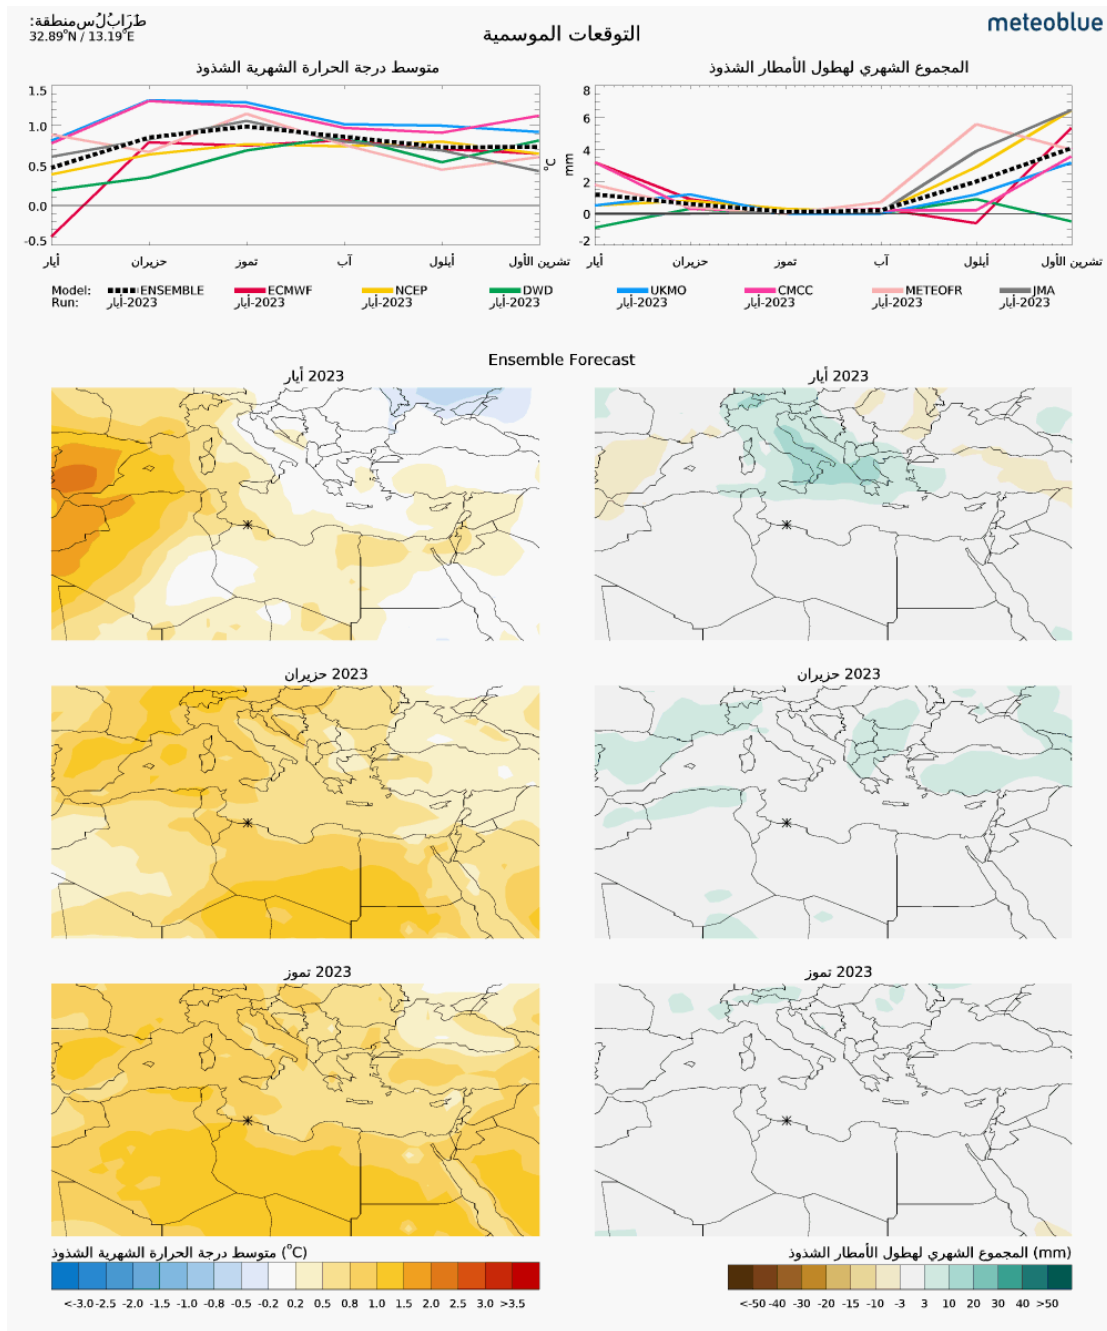 طَرَابُلُس منطقة:
32.89°N / 13.19°E
meteoblue
التوقعات الموسمية
متوسط درجة الحرارة الشهرية الشذوذ
المجموع الشهري لهطول الأمطار الشذوذ
1.5
1.0
0.5
0.0
-0.5
°C
أيار حزيران تموز آب أيلول تشرين الأول
8
6
4
2
0
-2
mm
أيار حزيران تموز آب أيلول تشرين الأول
Model: ENSEMBLE ECMWF NCEP DWD UKMO CMCC METEOFR JMA
Run: أيار-2023 أيار-2023 أيار-2023 أيار-2023 أيار-2023 أيار-2023 أيار-2023 أيار-2023
Ensemble Forecast
أيار 2023
أيار 2023
حزيران 2023
حزيران 2023
تموز 2023
تموز 2023
متوسط درجة الحرارة الشهرية الشذوذ (°C)
<-3.0 -2.5 -2.0 -1.5 -1.0 -0.8 -0.5 -0.2 0.2 0.5 0.8 1.0 1.5 2.0 2.5 3.0 >3.5
المجموع الشهري لهطول الأمطار الشذوذ (mm)
<-50 -40 -30 -20 -15 -10 -3 3 10 20 30 40 >50